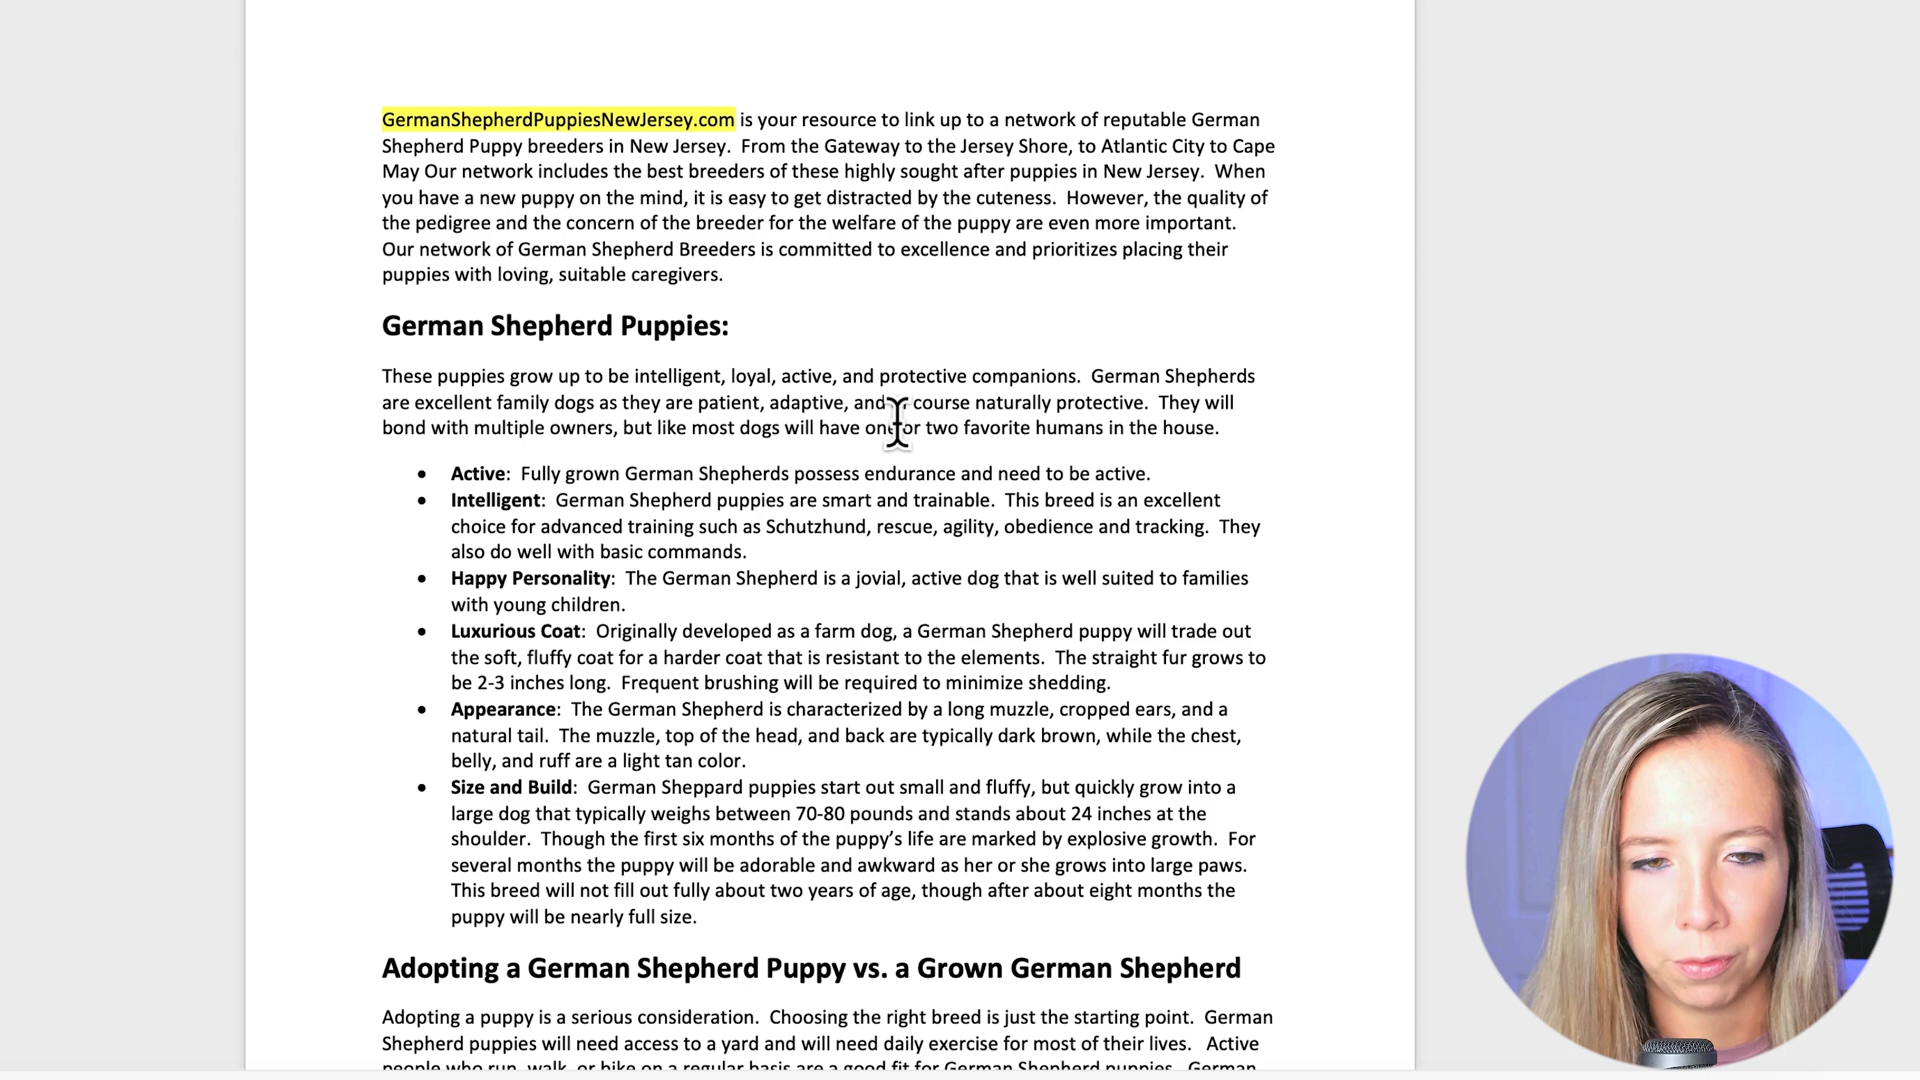 GermanShepherdPuppiesNewJersey.com is your resource to link up to a network of reputable German
Shepherd Puppy breeders in New Jersey.  From the Gateway to the Jersey Shore, to Atlantic City to Cape
May Our network includes the best breeders of these highly sought after puppies in New Jersey.  When
you have a new puppy on the mind, it is easy to get distracted by the cuteness.  However, the quality of
the pedigree and the concern of the breeder for the welfare of the puppy are even more important.
Our network of German Shepherd Breeders is committed to excellence and prioritizes placing their
puppies with loving, suitable caregivers.
German Shepherd Puppies:
These puppies grow up to be intelligent, loyal, active, and protective companions.  German Shepherds
are excellent family dogs as they are patient, adaptive, and course naturally protective.  They will
bond with multiple owners, but like most dogs will have one or two favorite humans in the house.
• Active:  Fully grown German Shepherds possess endurance and need to be active.
• Intelligent:  German Shepherd puppies are smart and trainable.  This breed is an excellent
choice for advanced training such as Schutzhund, rescue, agility, obedience and tracking.  They
also do well with basic commands.
• Happy Personality:  The German Shepherd is a jovial, active dog that is well suited to families
with young children.
• Luxurious Coat:  Originally developed as a farm dog, a German Shepherd puppy will trade out
the soft, fluffy coat for a harder coat that is resistant to the elements.  The straight fur grows to
be 2-3 inches long.  Frequent brushing will be required to minimize shedding.
• Appearance:  The German Shepherd is characterized by a long muzzle, cropped ears, and a
natural tail.  The muzzle, top of the head, and back are typically dark brown, while the chest,
belly, and ruff are a light tan color.
• Size and Build:  German Sheppard puppies start out small and fluffy, but quickly grow into a
large dog that typically weighs between 70-80 pounds and stands about 24 inches at the
shoulder.  Though the first six months of the puppy’s life are marked by explosive growth.  For
several months the puppy will be adorable and awkward as her or she grows into large paws.
This breed will not fill out fully about two years of age, though after about eight months the
puppy will be nearly full size.
Adopting a German Shepherd Puppy vs. a Grown German Shepherd
Adopting a puppy is a serious consideration.  Choosing the right breed is just the starting point.  German
Shepherd puppies will need access to a yard and will need daily exercise for most of their lives.   Active
people who run, walk, or bike on a regular basis are a good fit for German Shepherd puppies.  German